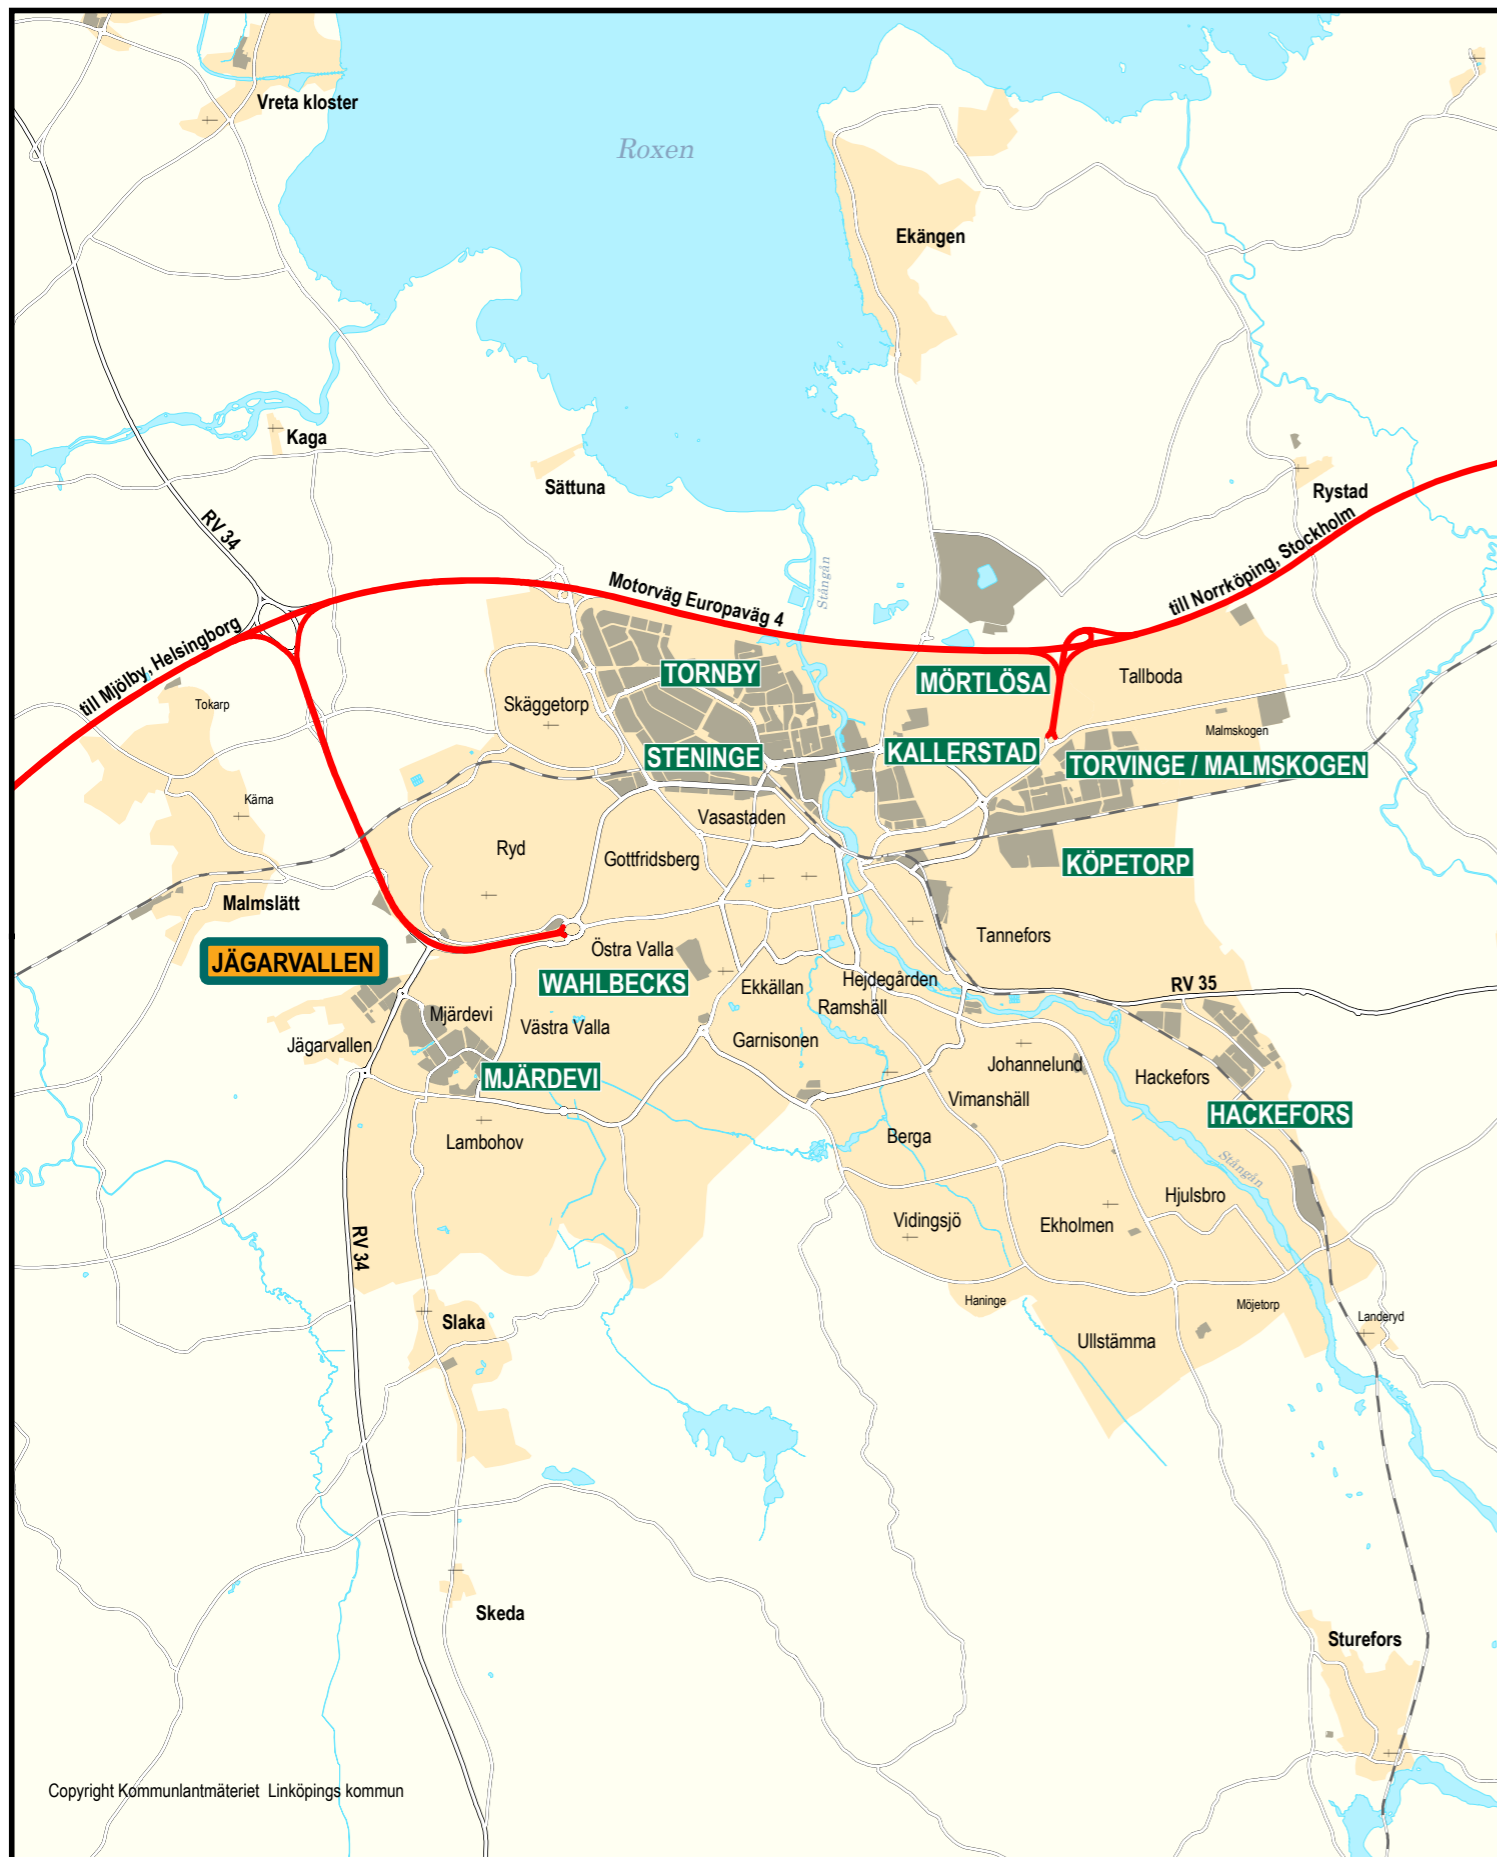 Vreta kloster
Roxen
Ekängen
Kaga
Sättuna
Rystad
RV 34
Motorväg Europaväg 4
Stångån
till Norrköping, Stockholm
till Mjölby, Helsingborg
TORNBY
MÖRTLÖSA
Tallboda
Tokarp
Skäggetorp
Malmskogen
STENINGE
KALLERSTAD
TORVINGE / MALMSKOGEN
Kärna
Vasastaden
Ryd
Gottfridsberg
KÖPETORP
Malmslätt
Tannefors
JÄGARVALLEN
Östra Valla
WAHLBECKS
Ekkällan
Hejdegården
RV 35
Ramshäll
Mjärdevi
Västra Valla
Garnisonen
Jägarvallen
Johannelund
MJÄRDEVI
Hackefors
Vimanshäll
HACKEFORS
Lambohov
Berga
Stångån
Hjulsbro
Vidingsjö
Ekholmen
RV 34
Haninge
Möjetorp
Landeryd
Slaka
Ullstämma
Skeda
Sturefors
Copyright Kommunlantmäteriet Linköpings kommun